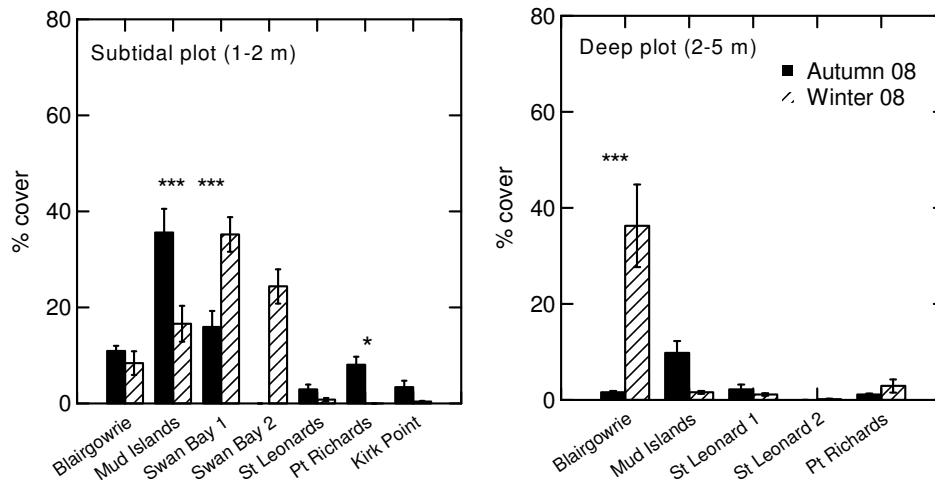 80
60
40
20
0
% cover
Subtidal plot (1-2 m)
***
***
*
Blairgowrie
Mud Islands
Swan Bay 1
Swan Bay 2
St Leonards
Pt Richards
Kirk Point
80
60
40
20
0
% cover
Deep plot (2-5 m)
Autumn 08
Winter 08
***
Blairgowrie
Mud Islands
St Leonard 1
St Leonard 2
Pt Richards